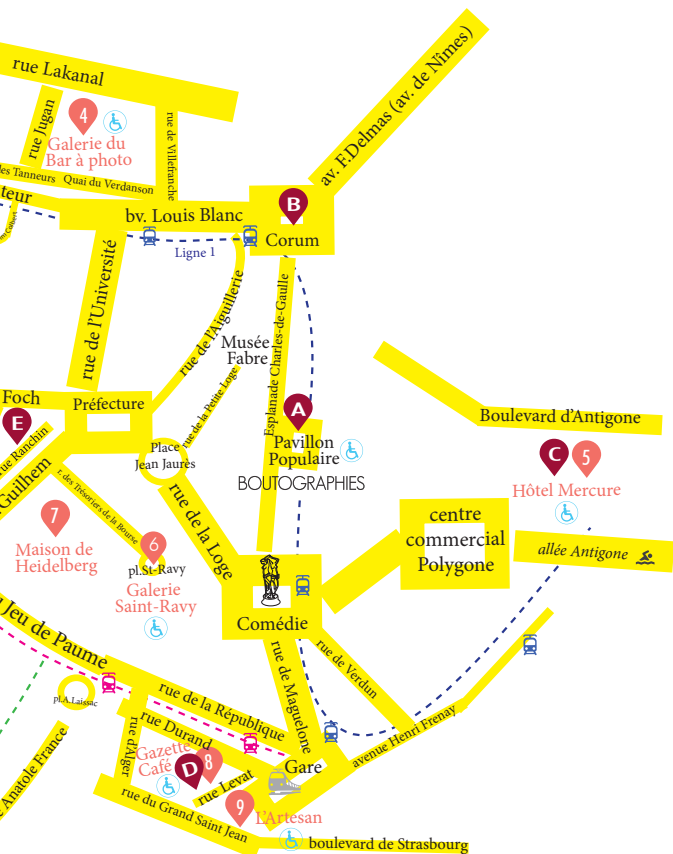 rue Lakanal
av. F.Delmas (av. de Nîmes)
rue Jugan
4
Galerie du
Bar à photo
rue de Villefranche
des Tanneurs Quai du Verdanson
teur
bv. Louis Blanc
B
Corum
Ligne 1
rue de l'Université
rue de l'Aiguillerie
Esplanade Charles-de-Gaulle
Musée
Fabre
rue de la Petite Loge
Foch
Préfecture
E
rue Ranchin
Guilhem
Place
Jean Jaurès
A
Pavillon
Populaire
BOUTOGRAPHIES
Boulevard d'Antigone
C
5
Hôtel Mercure
r. des Trésoriers de la Bourse
rue de la Loge
7
Maison de
Heidelberg
6
pl.St-Ravy
Galerie
Saint-Ravy
centre
commercial
Polygone
allée Antigone
Comédie
Jeu de Paume
rue de Maguelone
rue de Verdun
pl.A.Laissac
rue de la République
rue Durand
rue d'Alger
Gazette
Café
D
8
rue Levat
Gare
avenue Henri Frenay
Anatole France
rue du Grand Saint Jean
9
L'Artesan
boulevard de Strasbourg